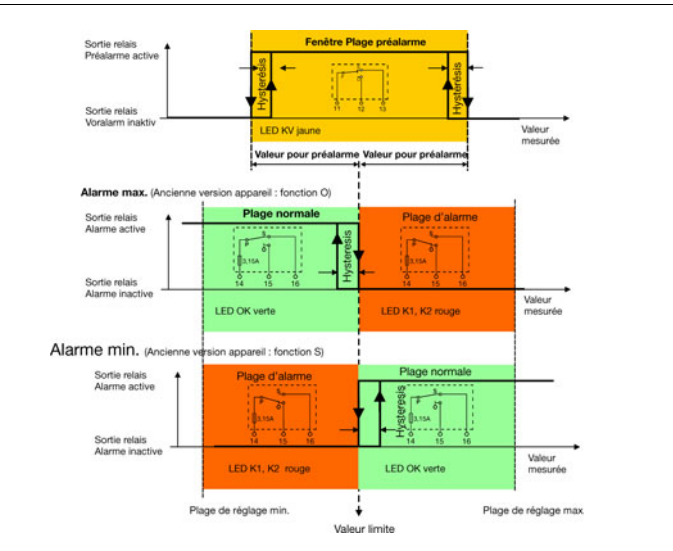 Fenêtre Plage préalarme
Sortie relais
Préalarme active
Hysterésis
Hysterésis
11 12 13
Sortie relais
Voralarm inaktiv
LED KV jaune
Valeur
mesurée
Valeur pour préalarme
Valeur pour préalarme
Alarme max. (Ancienne version appareil : fonction O)
Sortie relais
Alarme active
Plage normale
Plage d'alarme
3,15A
Hysteresis
3,15A
14 15 16
14 15 16
Sortie relais
Alarme inactive
LED OK verte
LED K1, K2 rouge
Valeur
mesurée
Alarme min. (Ancienne version appareil : fonction S)
Sortie relais
Alarme active
Plage d'alarme
Plage normale
3,15A
Hysteresis
3,15A
14 15 16
14 15 16
Sortie relais
Alarme inactive
LED K1, K2 rouge
LED OK verte
Valeur
mesurée
Plage de réglage min.
Plage de réglage max
Valeur limite